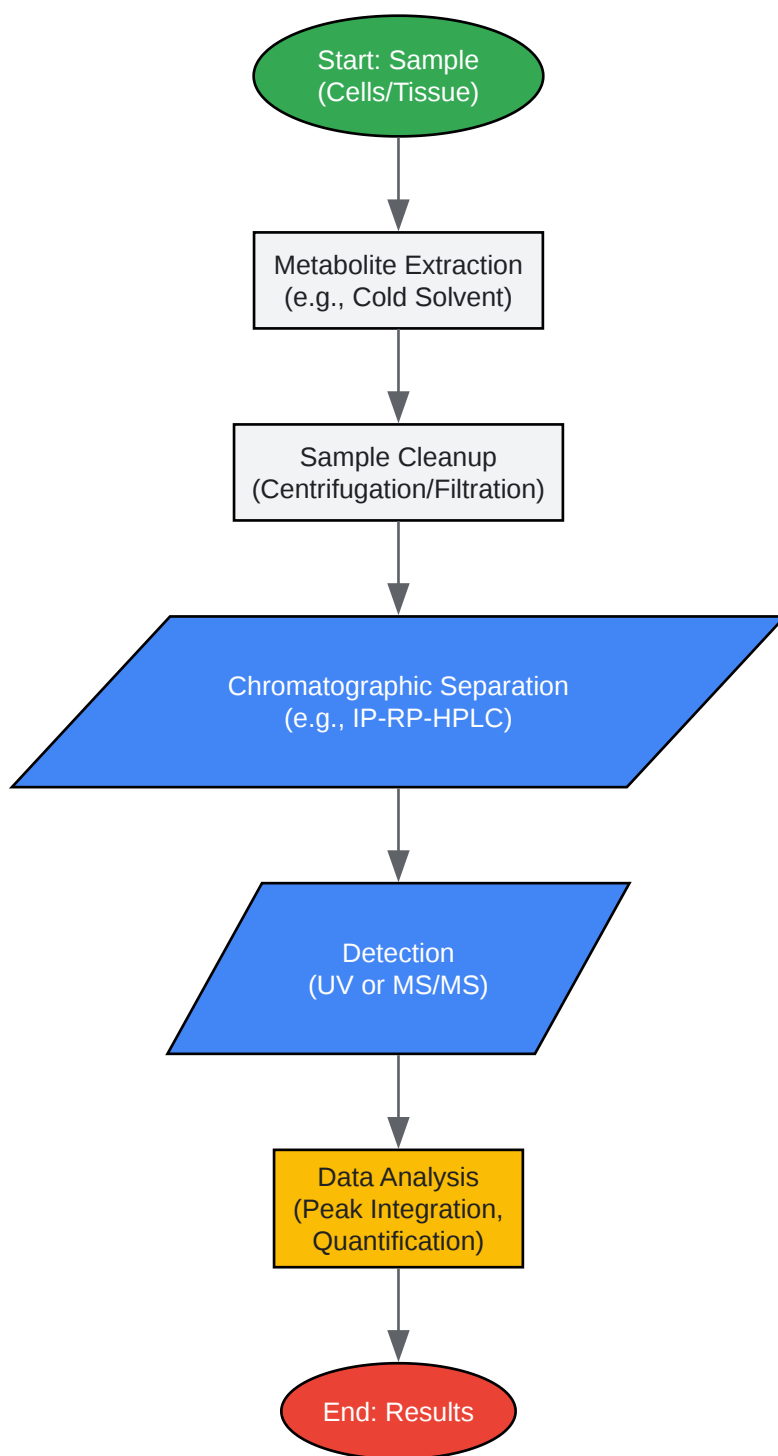 Start: Sample
(Cells/Tissue)
Metabolite Extraction
(e.g., Cold Solvent)
Sample Cleanup
(Centrifugation/Filtration)
Chromatographic Separation
(e.g., IP-RP-HPLC)
Detection
(UV or MS/MS)
Data Analysis
(Peak Integration,
Quantification)
End: Results